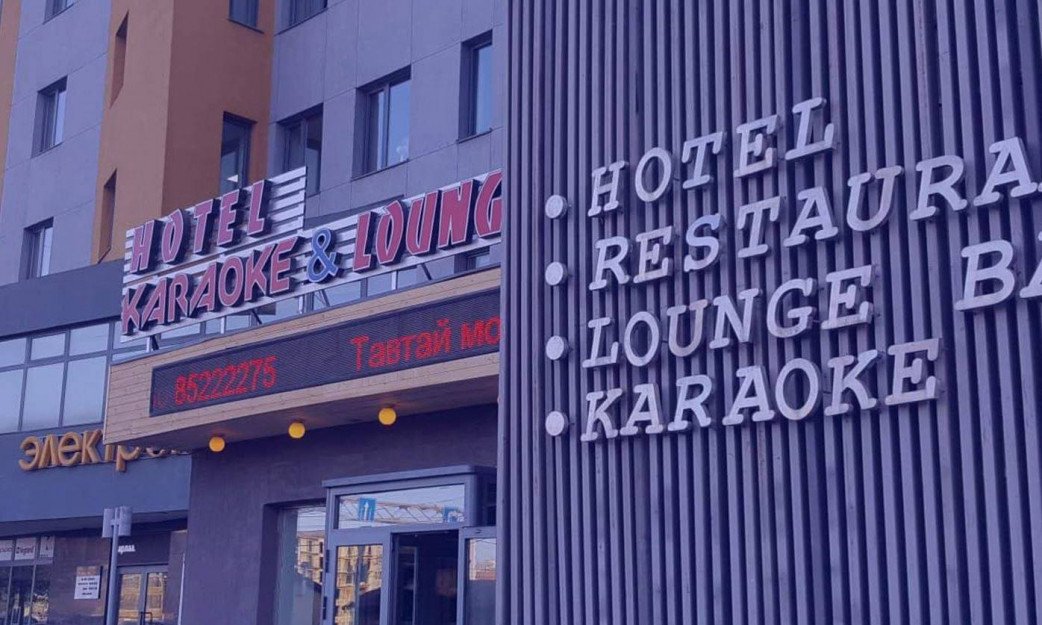 HOTEL
KARAOKE & LOUNG
85222275 Тавтай мо
электро
HOTEL
RESTAURA
LOUNGE BA
KARAOKE